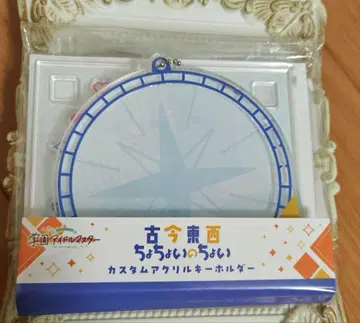 学園アイドルマスター
古今東西
ちょちょいのちょい
カスタムアクリルキーホルダー